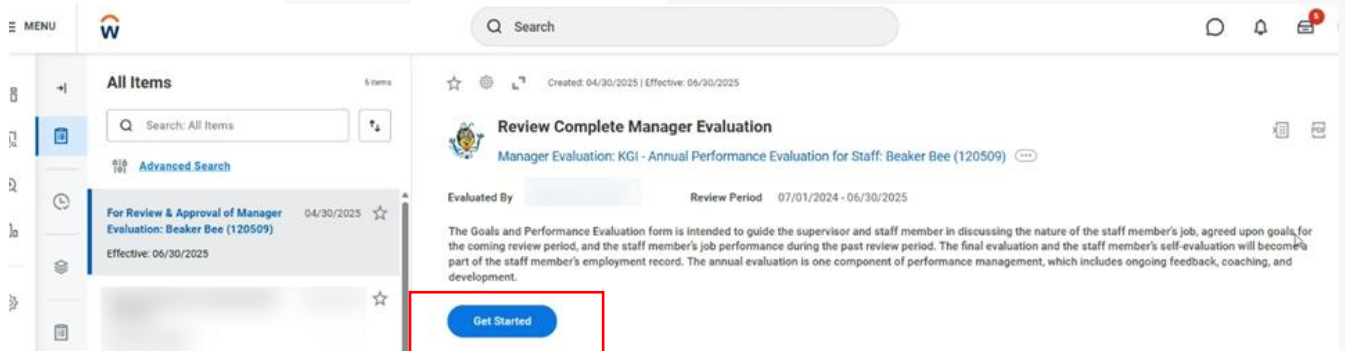 MENU
Search
5
All Items
5 items
Search: All Items
Advanced Search
For Review & Approval of Manager
Evaluation: Beaker Bee (120509)
04/30/2025
Effective: 06/30/2025
Created: 04/30/2025 | Effective: 06/30/2025
Review Complete Manager Evaluation
Manager Evaluation: KGI - Annual Performance Evaluation for Staff: Beaker Bee (120509)
PDF
Evaluated By
Review Period 07/01/2024 - 06/30/2025
The Goals and Performance Evaluation form is intended to guide the supervisor and staff member in discussing the nature of the staff member's job, agreed upon goals for
the coming review period, and the staff member's job performance during the past review period. The final evaluation and the staff member's self-evaluation will become a
part of the staff member's employment record. The annual evaluation is one component of performance management, which includes ongoing feedback, coaching, and
development.
Get Started